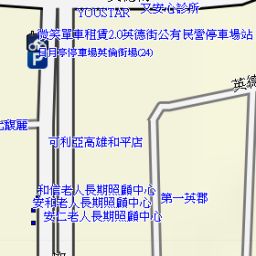 YOUSTAR
又安心診所
微笑單車租賃2.0英德街公有民營停車場站
月月停停車場英倫街場(24)
英德
可利亞高雄和平店
和信老人長期照顧中心
安和老人長期照顧中心
安仁老人長期照顧中心
第一英郡